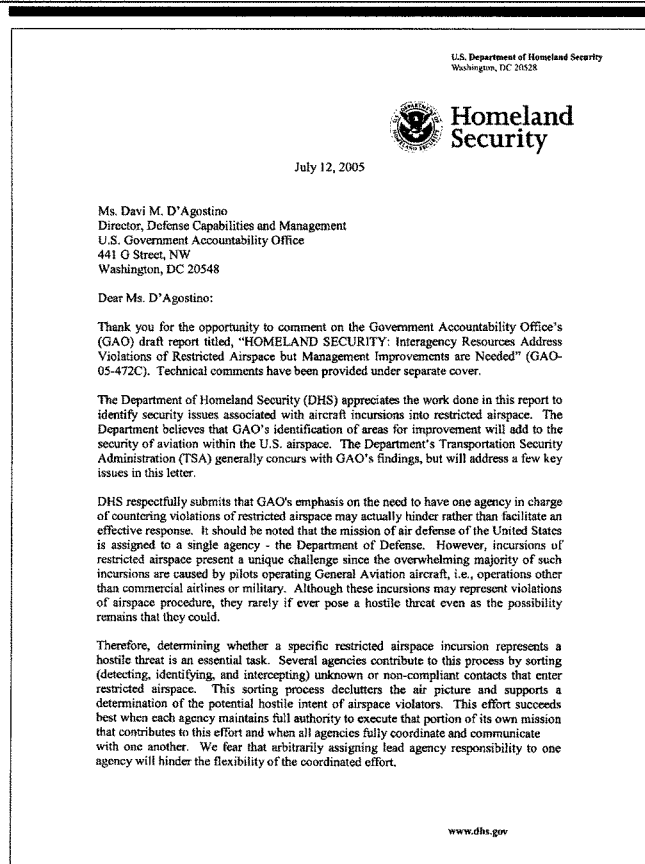 U.S. Department of Homeland Security
Washington, DC 20528
Homeland
Security
July 12, 2005
Ms. Davi M. D'Agostino
Director, Defense Capabilities and Management
U.S. Government Accountability Office
441 G Street, NW
Washington, DC 20548
Dear Ms. D'Agostino:
Thank you for the opportunity to comment on the Government Accountability Office's
(GAO) draft report titled, "HOMELAND SECURITY: Interagency Resources Address
Violations of Restricted Airspace but Management Improvements are Needed" (GAO-
05-472C). Technical comments have been provided under separate cover.
The Department of Homeland Security (DHS) appreciates the work done in this report to
identify security issues associated with aircraft incursions into restricted airspace. The
Department believes that GAO's identification of areas for improvement will add to the
security of aviation within the U.S. airspace. The Department's Transportation Security
Administration (TSA) generally concurs with GAO's findings, but will address a few key
issues in this letter.
DHS respectfully submits that GAO's emphasis on the need to have one agency in charge
of countering violations of restricted airspace may actually hinder rather than facilitate an
effective response. It should be noted that the mission of air defense of the United States
is assigned to a single agency - the Department of Defense. However, incursions of
restricted airspace present a unique challenge since the overwhelming majority of such
incursions are caused by pilots operating General Aviation aircraft, i.e., operations other
than commercial airlines or military. Although these incursions may represent violations
of airspace procedure, they rarely if ever pose a hostile threat even as the possibility
remains that they could.
Therefore, determining whether a specific restricted airspace incursion represents a
hostile threat is an essential task. Several agencies contribute to this process by sorting
(detecting, identifying, and intercepting) unknown or non-compliant contacts that enter
restricted airspace. This sorting process declutters the air picture and supports a
determination of the potential hostile intent of airspace violators. This effort succeeds
best when each agency maintains full authority to execute that portion of its own mission
that contributes to this effort and when all agencies fully coordinate and communicate
with one another. We fear that arbitrarily assigning lead agency responsibility to one
agency will hinder the flexibility of the coordinated effort.
www.dhs.gov